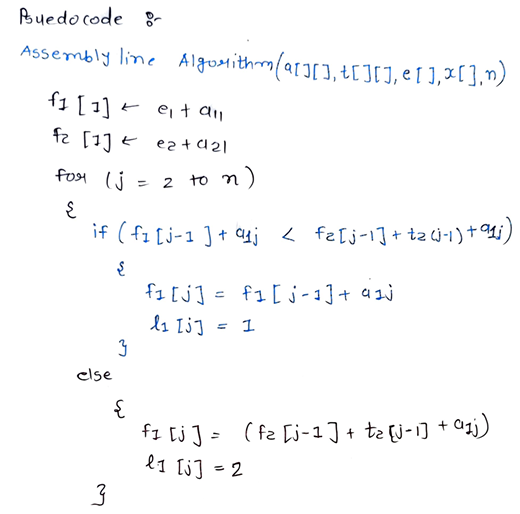 Psuedocode :-
Assembly line Algorithm(a[][], t[][], e[], x[], n)
f1 [1] ← e1 + a11
f2 [1] ← e2 + a21
for (j = 2 to n)
{
if (f1[j-1] + a1j < f2[j-1] + t2(j-1) + a1j)
{
f1[j] = f1[j-1] + a1j
l1[j] = 1
}
else
{
f1[j] = (f2[j-1] + t2[j-1] + a1j)
l1[j] = 2
}